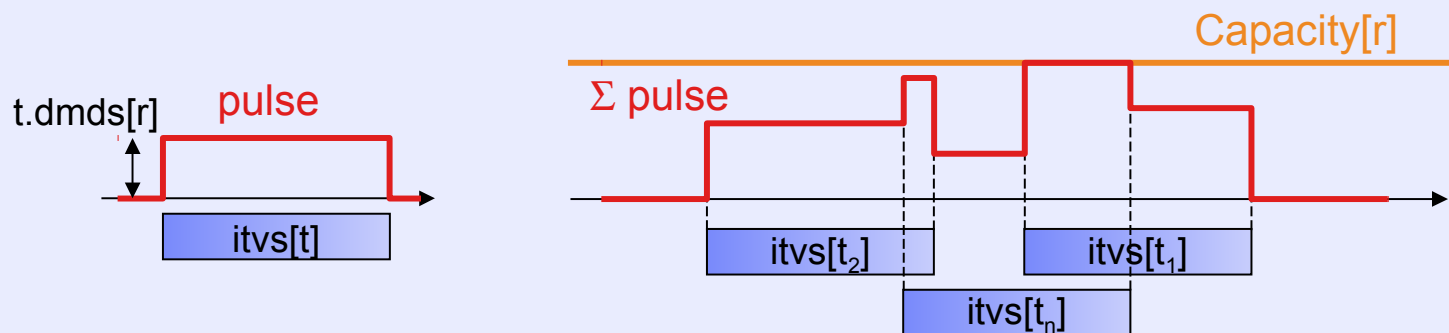 t.dmds[r]
pulse
itvs[t]
Capacity[r]
Σ pulse
itvs[t₂]
itvs[t₁]
itvs[tₙ]